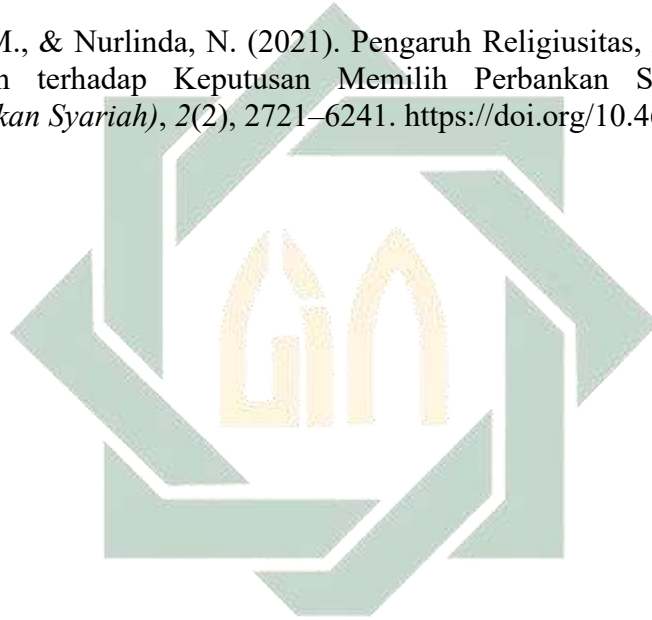 M., & Nurlinda, N. (2021). Pengaruh Religiusitas,
terhadap Keputusan Memilih Perbankan S
kan Syariah), 2(2), 2721–6241. https://doi.org/10.4
UIN